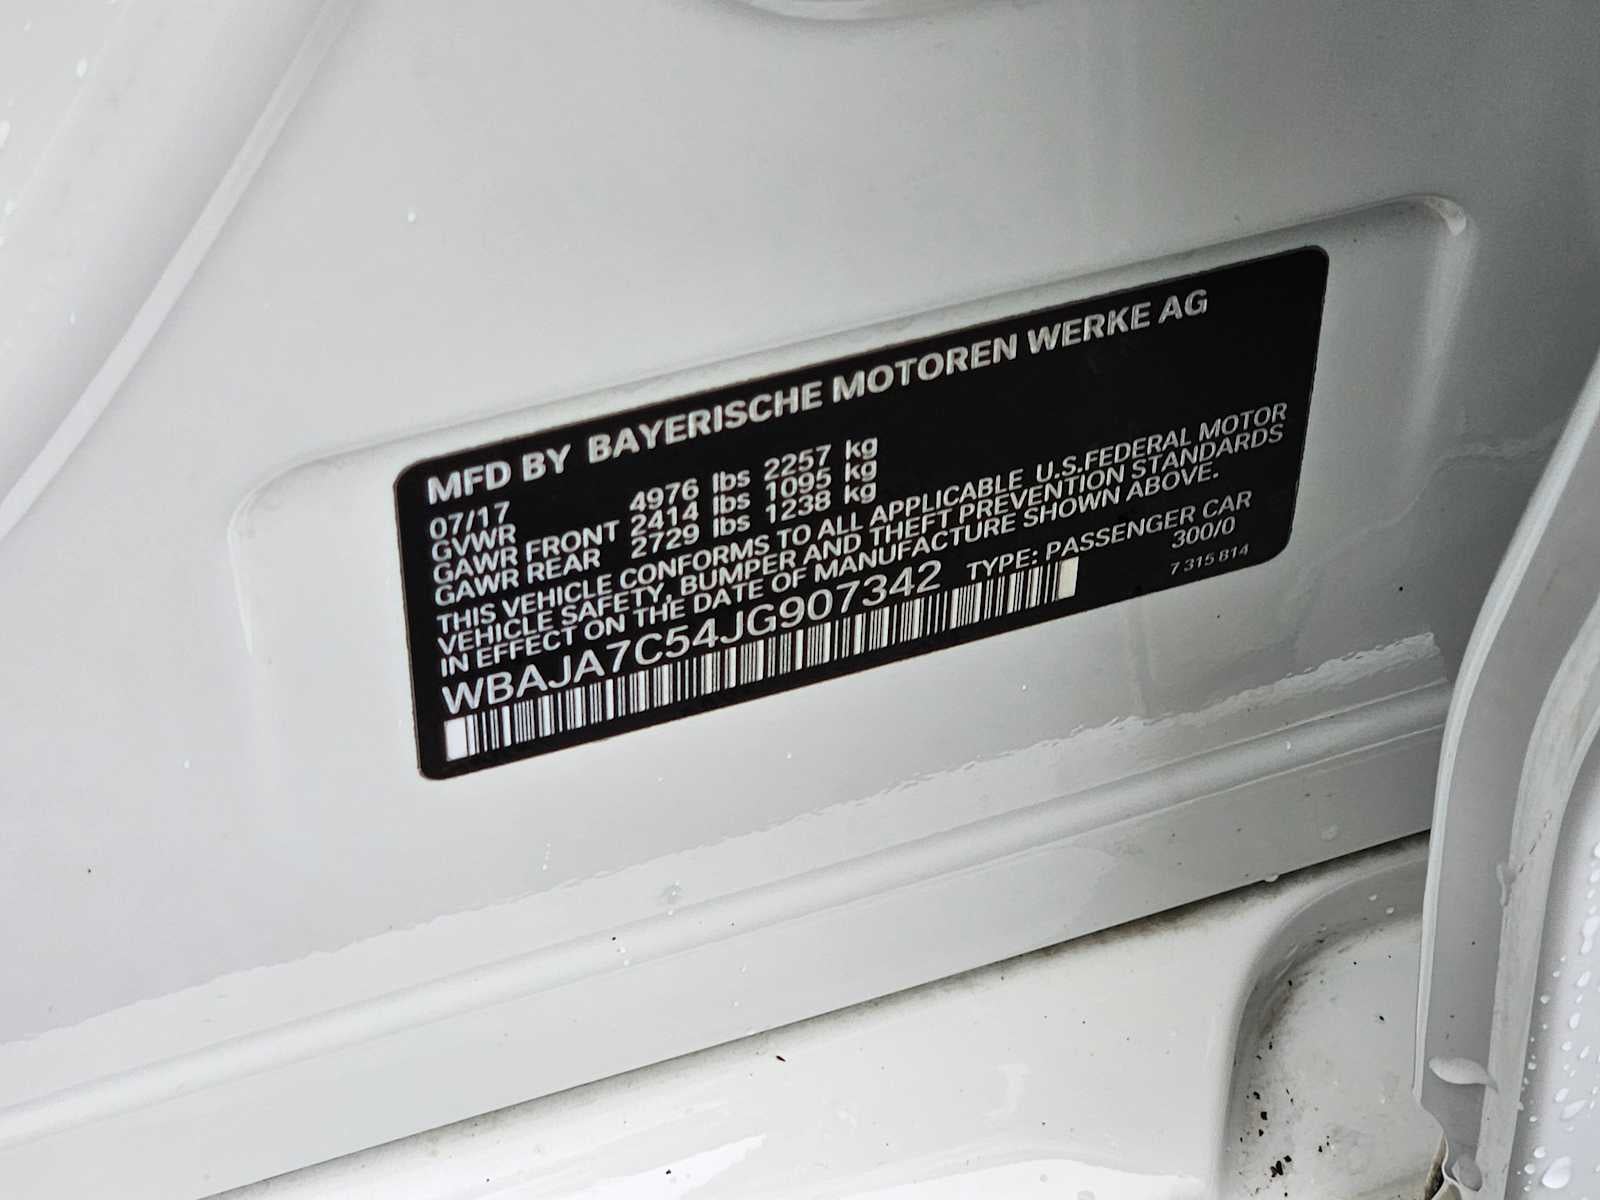 MFD BY BAYERISCHE MOTOREN WERKE AG
07/17
GVWR 4976 lbs 2257 kg
GAWR FRONT 2414 lbs 1095 kg
GAWR REAR 2729 lbs 1238 kg
THIS VEHICLE CONFORMS TO ALL APPLICABLE U.S.FEDERAL MOTOR
VEHICLE SAFETY, BUMPER AND THEFT PREVENTION STANDARDS
IN EFFECT ON THE DATE OF MANUFACTURE SHOWN ABOVE.
WBAJA7C54JG907342 TYPE: PASSENGER CAR
300/0
7 315 814